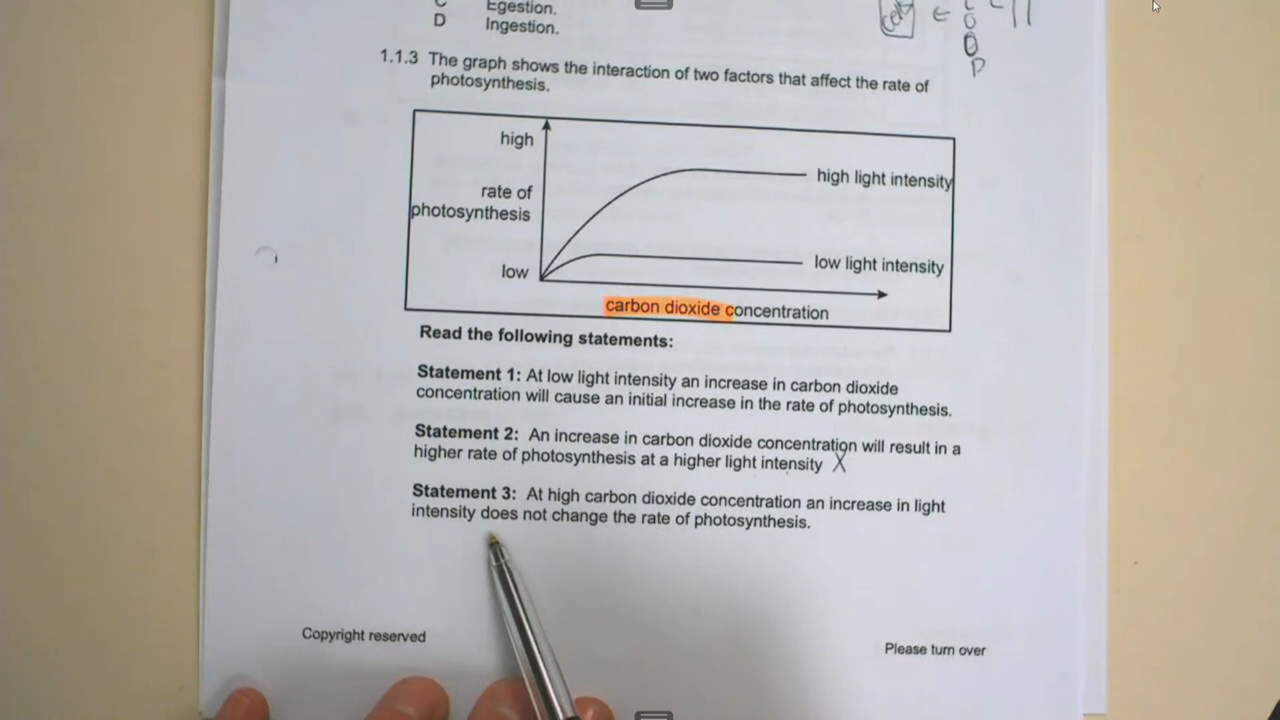 Egestion.
D Ingestion.
1.1.3 The graph shows the interaction of two factors that affect the rate of
photosynthesis.
high
rate of
photosynthesis
low
high light intensity
low light intensity
carbon dioxide concentration
Read the following statements:
Statement 1: At low light intensity an increase in carbon dioxide
concentration will cause an initial increase in the rate of photosynthesis.
Statement 2: An increase in carbon dioxide concentration will result in a
higher rate of photosynthesis at a higher light intensity X
Statement 3: At high carbon dioxide concentration an increase in light
intensity does not change the rate of photosynthesis.
Copyright reserved
Please turn over